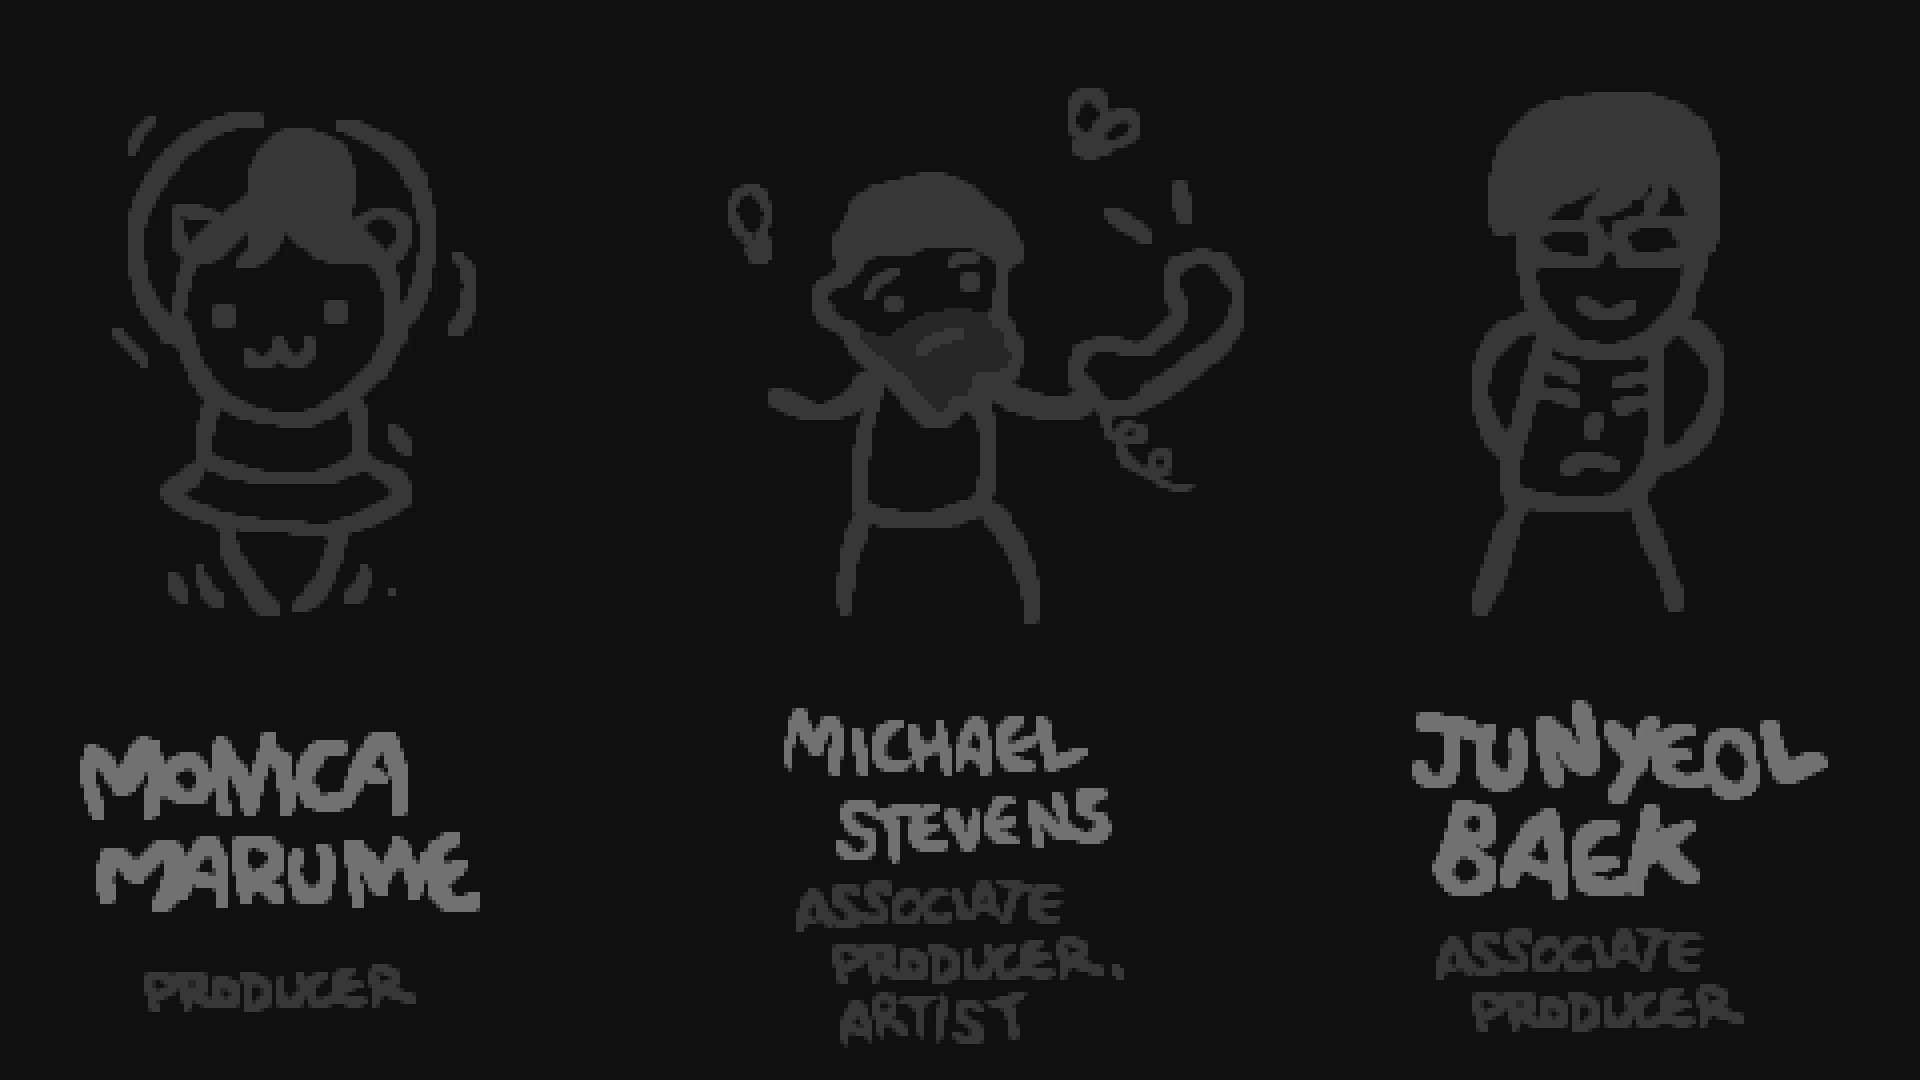 MONICA
MARUME
PRODUCER
MICHAEL
STEVENS
ASSOCIATE
PRODUCER,
ARTIST
JUNYEOL
BAEK
ASSOCIATE
PRODUCER